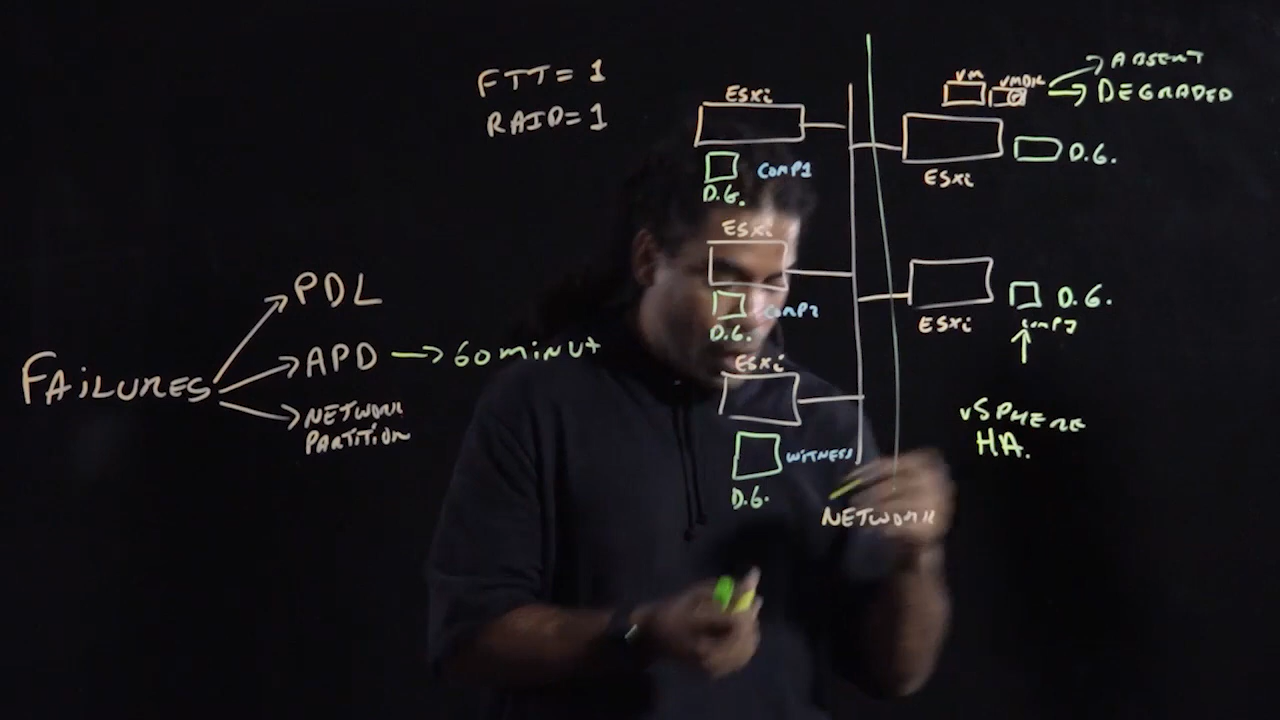 FTT = 1
RAID = 1
FAILURES
PDL
APD → 60 minut
NETWORK
PARTITION
ESXi
COMP1
D.G.
ESXi
COMP2
D.G.
ESXi
WITNESS
D.G.
NETWORK
VM
VMDK
ABSENT
DEGRADED
D.G.
ESXi
D.G.
ESXi
vSPHERE
HA.